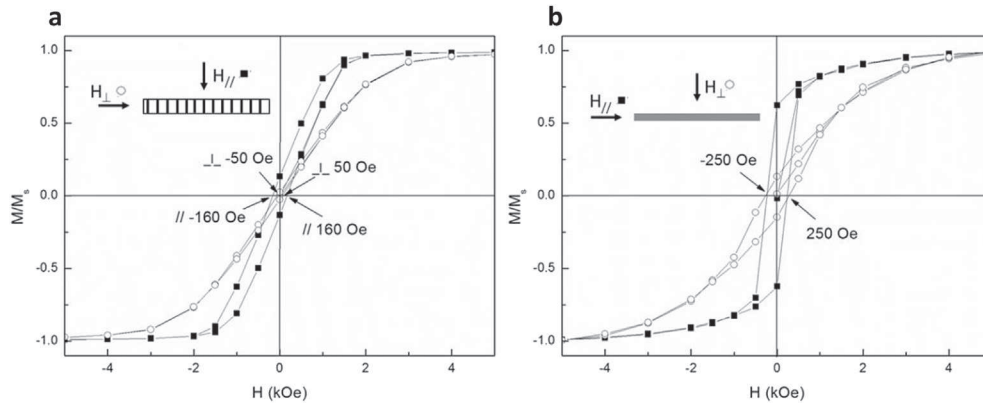 a
1.0
0.5
0.0
-0.5
-1.0
M/Ms
H⊥ ○
H// ■
⊥ -50 Oe
⊥ 50 Oe
// -160 Oe
// 160 Oe
-4 -2 0 2 4
H (kOe)
b
1.0
0.5
0.0
-0.5
-1.0
M/Ms
H// ■
H⊥ ○
-250 Oe
250 Oe
-4 -2 0 2 4
H (kOe)